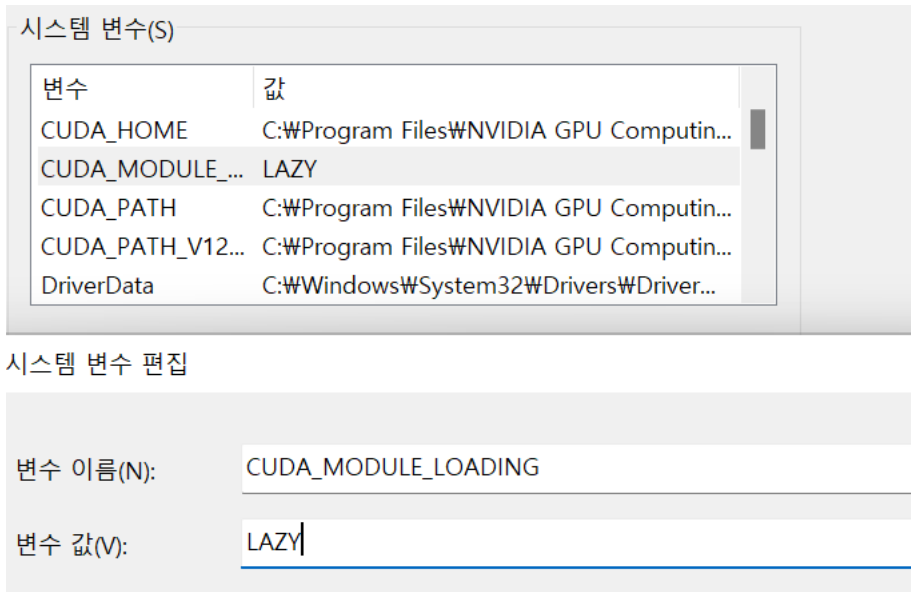 시스템 변수(S)
변수 값
CUDA_HOME C:₩Program Files₩NVIDIA GPU Computin...
CUDA_MODULE_... LAZY
CUDA_PATH C:₩Program Files₩NVIDIA GPU Computin...
CUDA_PATH_V12... C:₩Program Files₩NVIDIA GPU Computin...
DriverData C:₩Windows₩System32₩Drivers₩Driver...
시스템 변수 편집
변수 이름(N): CUDA_MODULE_LOADING
변수 값(V): LAZY